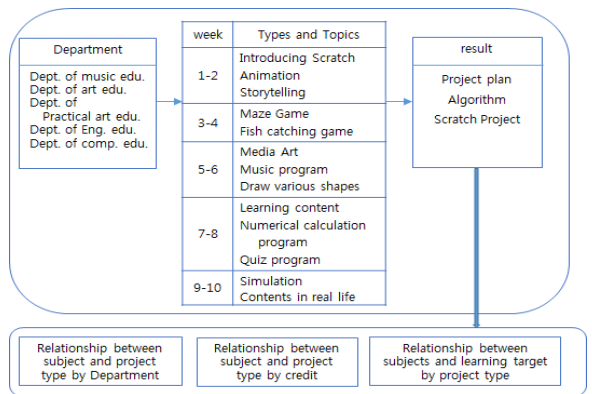 Department
Dept. of music edu.
Dept. of art edu.
Dept. of
Practical art edu.
Dept. of Eng. edu.
Dept. of comp. edu.
week
Types and Topics
1-2
Introducing Scratch
Animation
Storytelling
3-4
Maze Game
Fish catching game
5-6
Media Art
Music program
Draw various shapes
7-8
Learning content
Numerical calculation
program
Quiz program
9-10
Simulation
Contents in real life
result
Project plan
Algorithm
Scratch Project
Relationship between
subject and project
type by Department
Relationship between
subject and project
type by credit
Relationship between
subjects and learning target
by project type